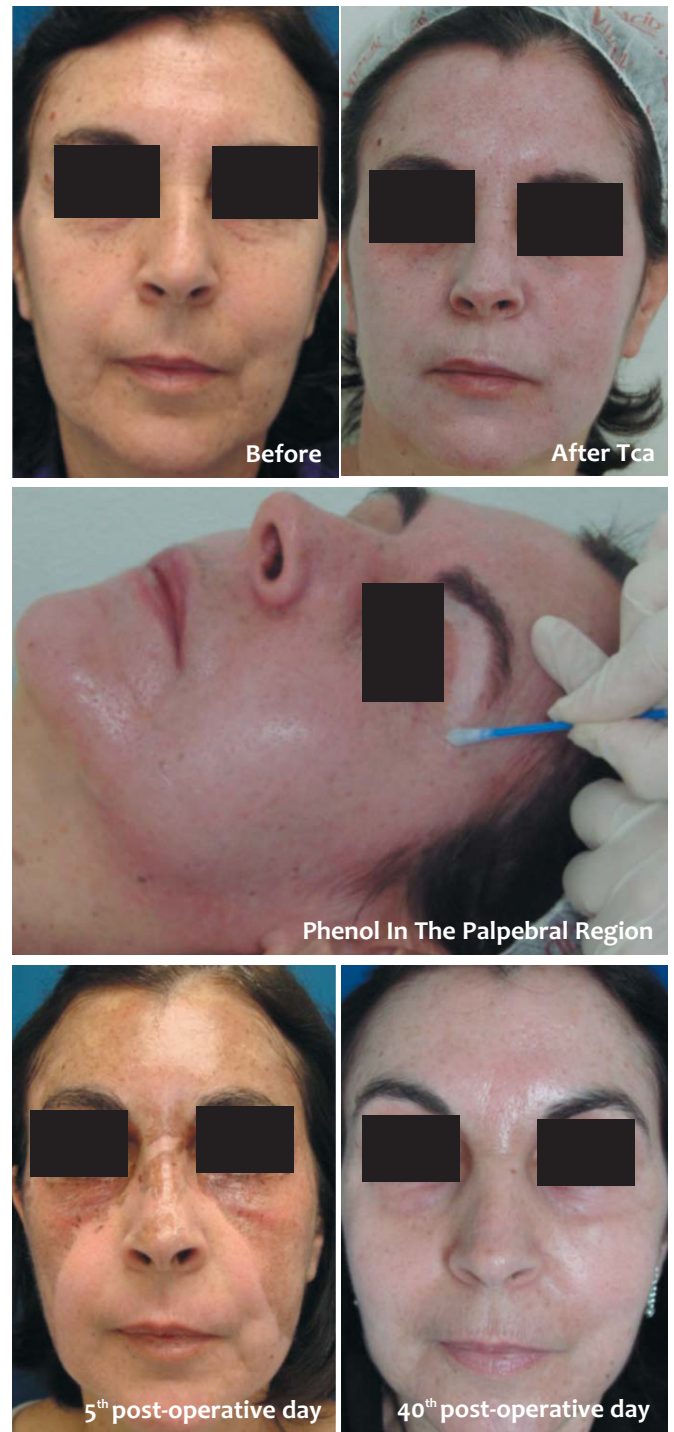 Before
After Tca
Phenol In The Palpebral Region
5th post-operative day
40th post-operative day